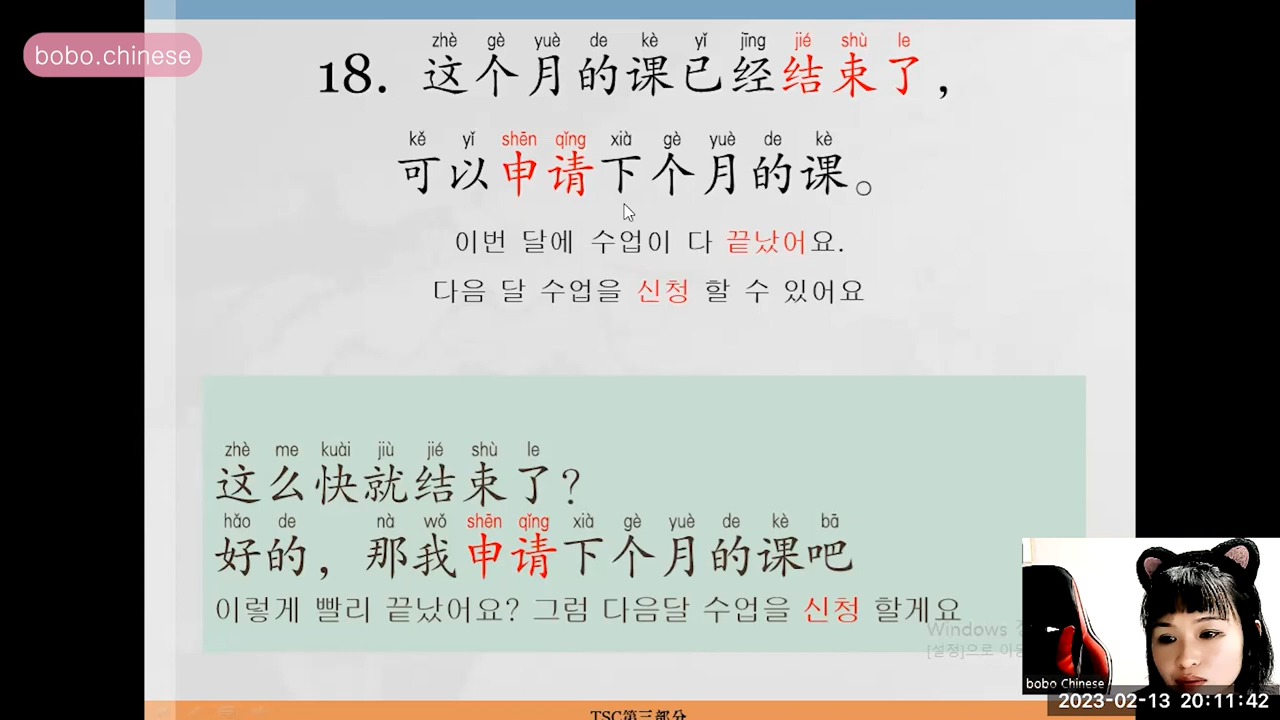 bobo.chinese
zhè gè yuè de kè yǐ jīng jié shù le
18. 这个月的课已经结束了,
kě yǐ shēn qǐng xià gè yuè de kè
可以申请下个月的课。
이번 달에 수업이 다 끝났어요.
다음 달 수업을 신청 할 수 있어요
zhè me kuài jiù jié shù le
这么快就结束了?
hǎo de nà wǒ shēn qǐng xià gè yuè de kè bā
好的, 那我申请下个月的课吧
이렇게 빨리 끝났어요? 그럼 다음달 수업을 신청 할게요
Windows
[설정]으로
bobo Chinese
2023-02-13 20:11:42
TSC第三部分